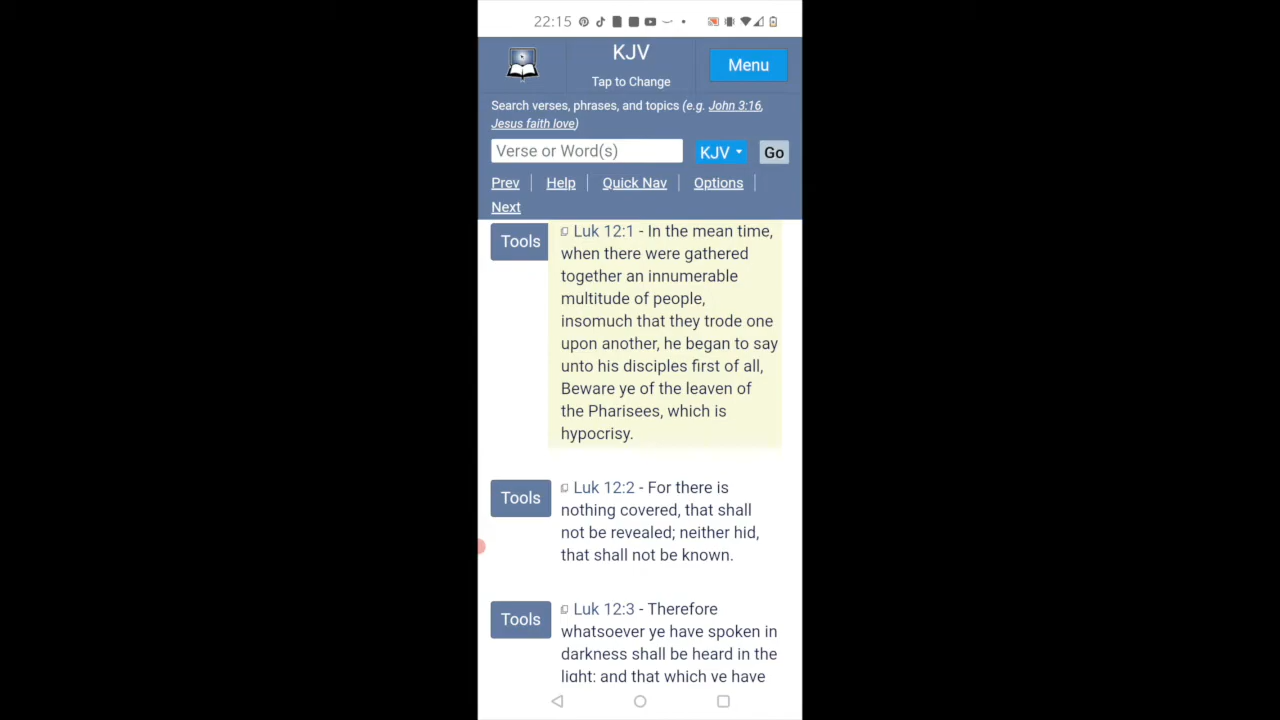 22:15
KJV
Tap to Change
Menu
Search verses, phrases, and topics (e.g. John 3:16,
Jesus faith love)
Verse or Word(s)
KJV
Go
Prev
Help
Quick Nav
Options
Next
Tools
Luk 12:1 - In the mean time,
when there were gathered
together an innumerable
multitude of people,
insomuch that they trode one
upon another, he began to say
unto his disciples first of all,
Beware ye of the leaven of
the Pharisees, which is
hypocrisy.
Tools
Luk 12:2 - For there is
nothing covered, that shall
not be revealed; neither hid,
that shall not be known.
Tools
Luk 12:3 - Therefore
whatsoever ye have spoken in
darkness shall be heard in the
light; and that which ye have